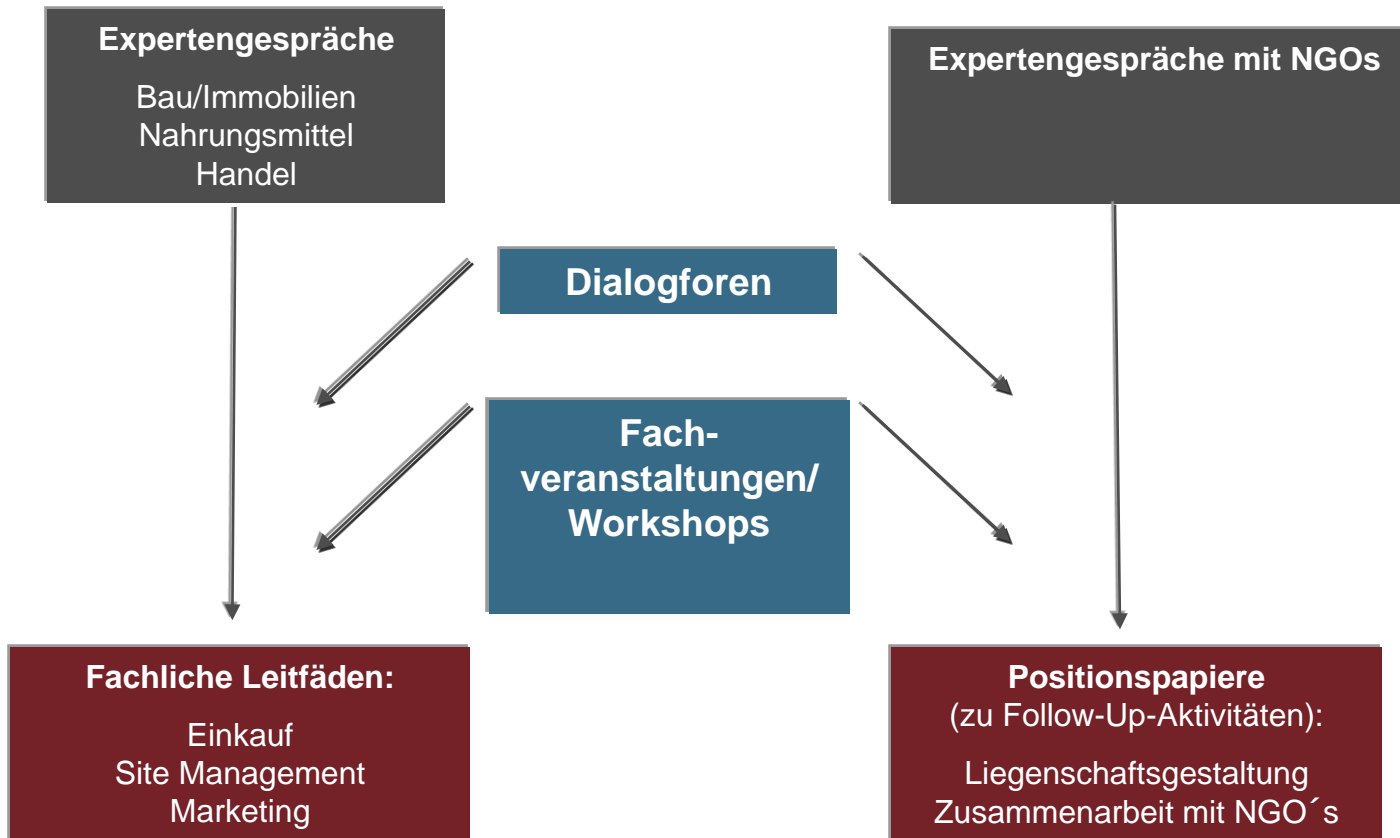 Expertengespräche
Bau/Immobilien
Nahrungsmittel
Handel
Expertengespräche mit NGOs
Dialogforen
Fach-
veranstaltungen/
Workshops
Fachliche Leitfäden:
Einkauf
Site Management
Marketing
Positionspapiere
(zu Follow-Up-Aktivitäten):
Liegenschaftsgestaltung
Zusammenarbeit mit NGO´s